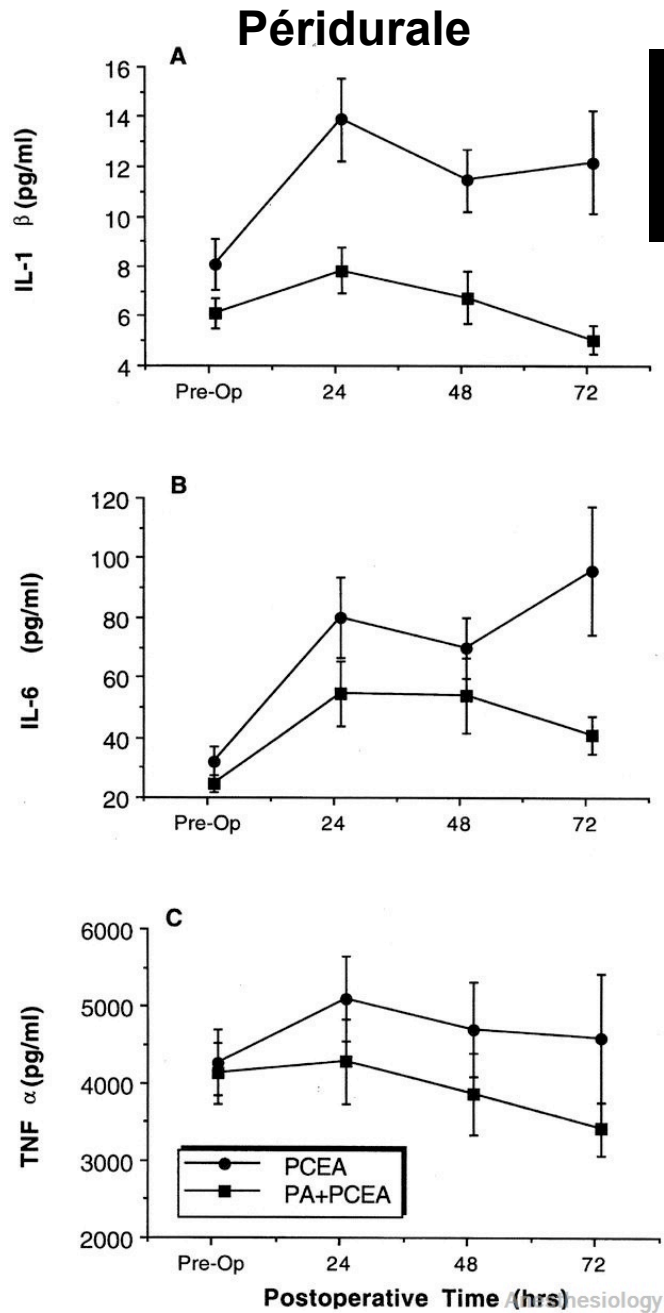 Péridurale
A
16
14
12
10
8
6
4
IL-1 β (pg/ml)
Pre-Op 24 48 72
B
120
100
80
60
40
20
IL-6 (pg/ml)
Pre-Op 24 48 72
C
6000
5000
4000
3000
2000
TNF α (pg/ml)
PCEA
PA+PCEA
Pre-Op 24 48 72
Postoperative Time (hrs)
Anesthesiology